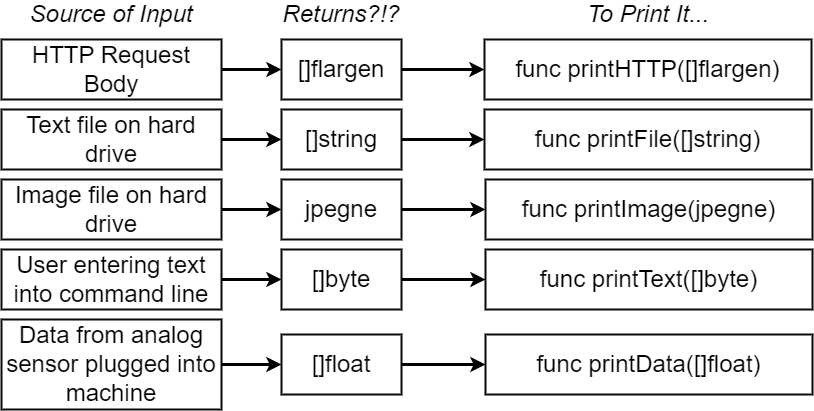 Source of Input
Returns?!?
To Print It...
HTTP Request
Body
[]flargen
func printHTTP([]flargen)
Text file on hard
drive
[]string
func printFile([]string)
Image file on hard
drive
jpegne
func printImage(jpegne)
User entering text
into command line
[]byte
func printText([]byte)
Data from analog
sensor plugged into
machine
[]float
func printData([]float)